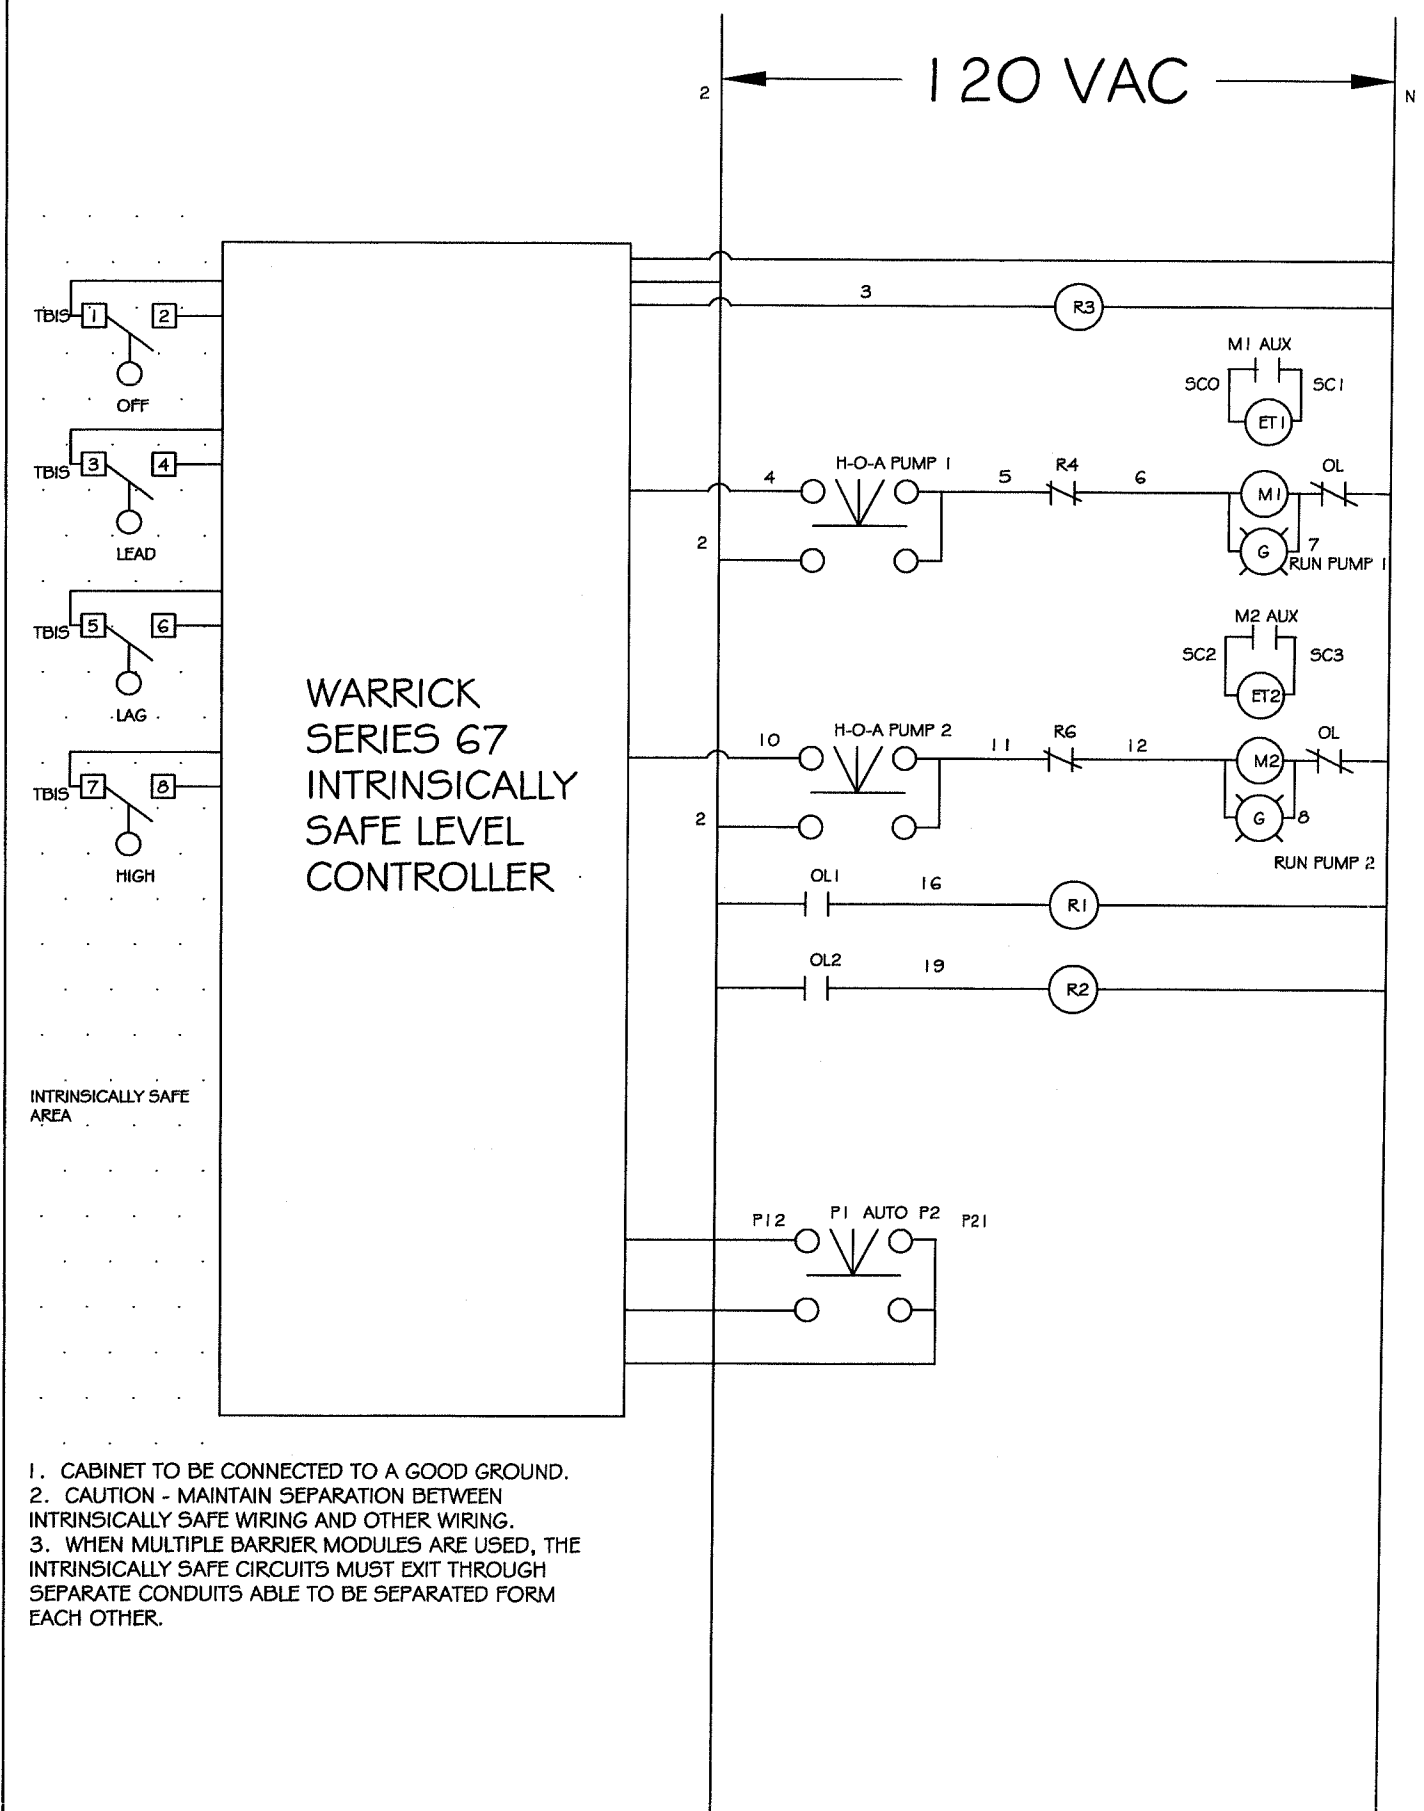 120 VAC
2
N
3
R3
M1 AUX
SC0
SC1
ET1
TBIS
1
2
OFF
TBIS
3
4
LEAD
TBIS
5
6
LAG
TBIS
7
8
HIGH
4
H-O-A PUMP 1
5
R4
6
M1
OL
2
G
7
RUN PUMP 1
M2 AUX
SC2
SC3
ET2
WARRICK
SERIES 67
INTRINSICALLY
SAFE LEVEL
CONTROLLER
10
H-O-A PUMP 2
11
R6
12
M2
OL
2
G
8
RUN PUMP 2
OL1
16
R1
OL2
19
R2
INTRINSICALLY SAFE
AREA
P12
P1 AUTO P2
P21
1. CABINET TO BE CONNECTED TO A GOOD GROUND.
2. CAUTION - MAINTAIN SEPARATION BETWEEN
INTRINSICALLY SAFE WIRING AND OTHER WIRING.
3. WHEN MULTIPLE BARRIER MODULES ARE USED, THE
INTRINSICALLY SAFE CIRCUITS MUST EXIT THROUGH
SEPARATE CONDUITS ABLE TO BE SEPARATED FORM
EACH OTHER.